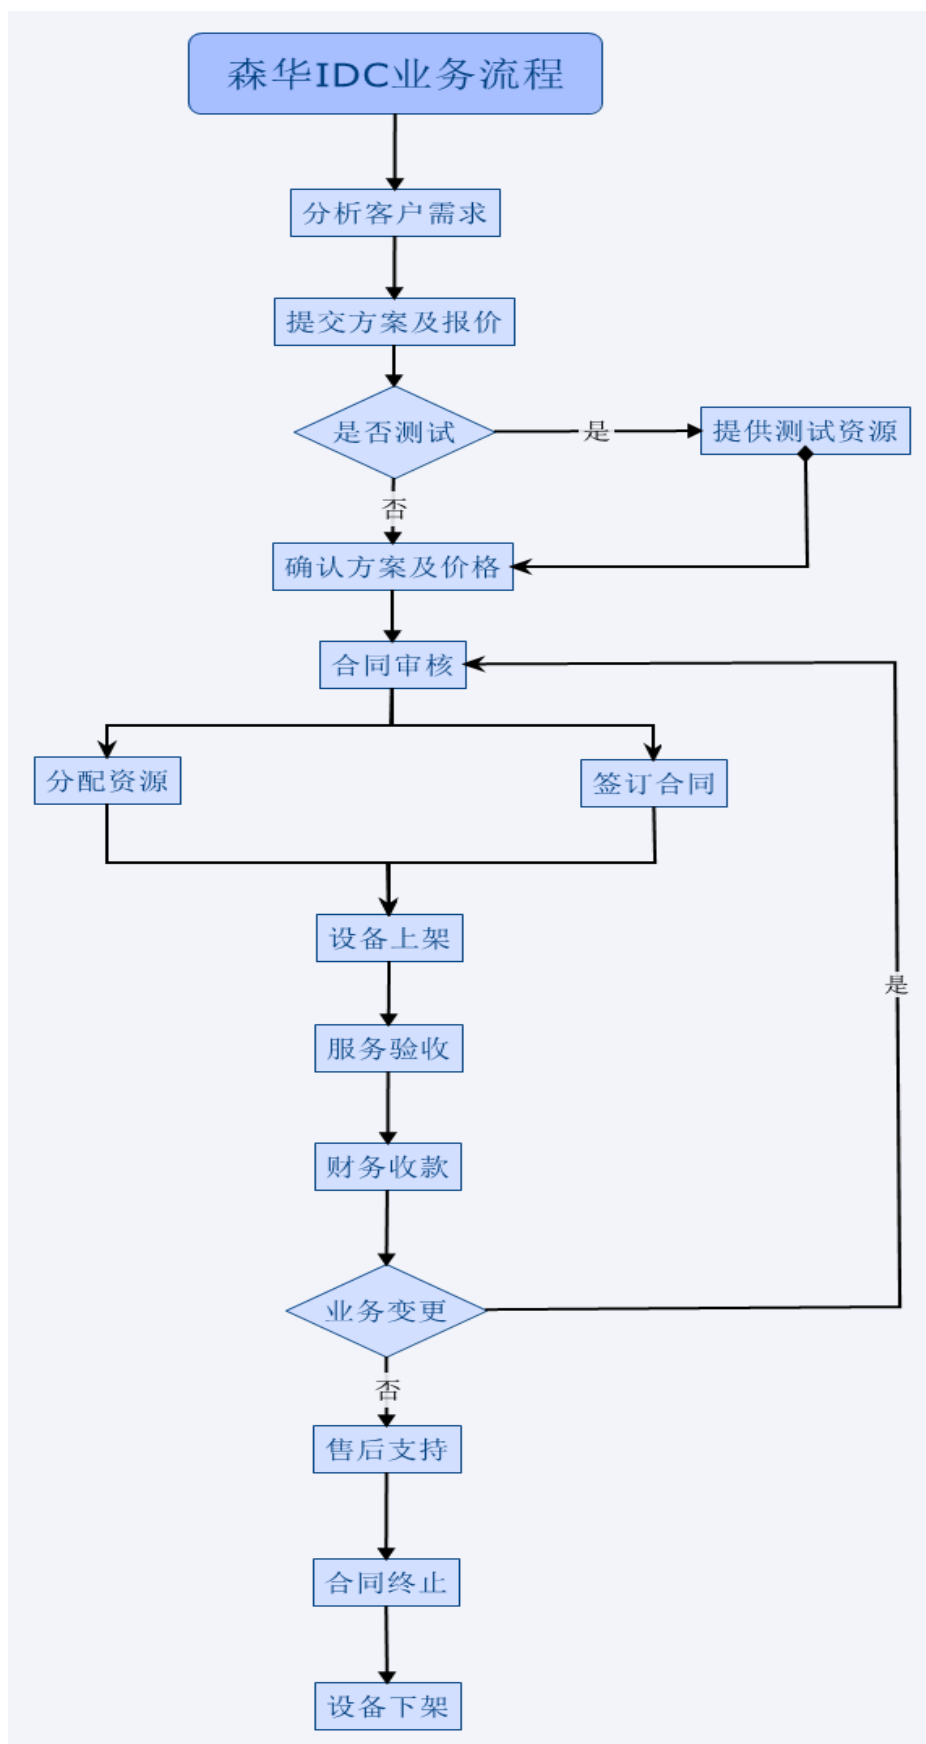 森华IDC业务流程
分析客户需求
提交方案及报价
是否测试
是
提供测试资源
否
确认方案及价格
合同审核
分配资源
签订合同
设备上架
是
服务验收
财务收款
业务变更
否
售后支持
合同终止
设备下架